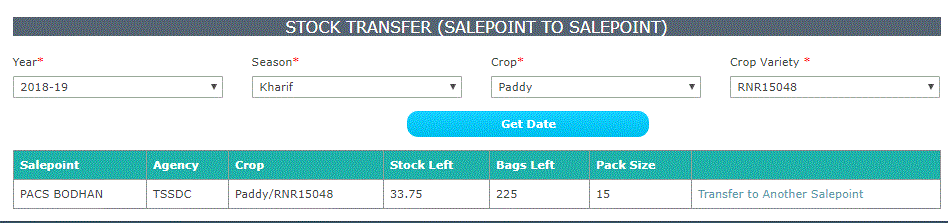 STOCK TRANSFER (SALEPOINT TO SALEPOINT)
Year* Season* Crop* Crop Variety *
2018-19 Kharif Paddy RNR15048
Get Date
Salepoint Agency Crop Stock Left Bags Left Pack Size
PACS BODHAN TSSDC Paddy/RNR15048 33.75 225 15 Transfer to Another Salepoint